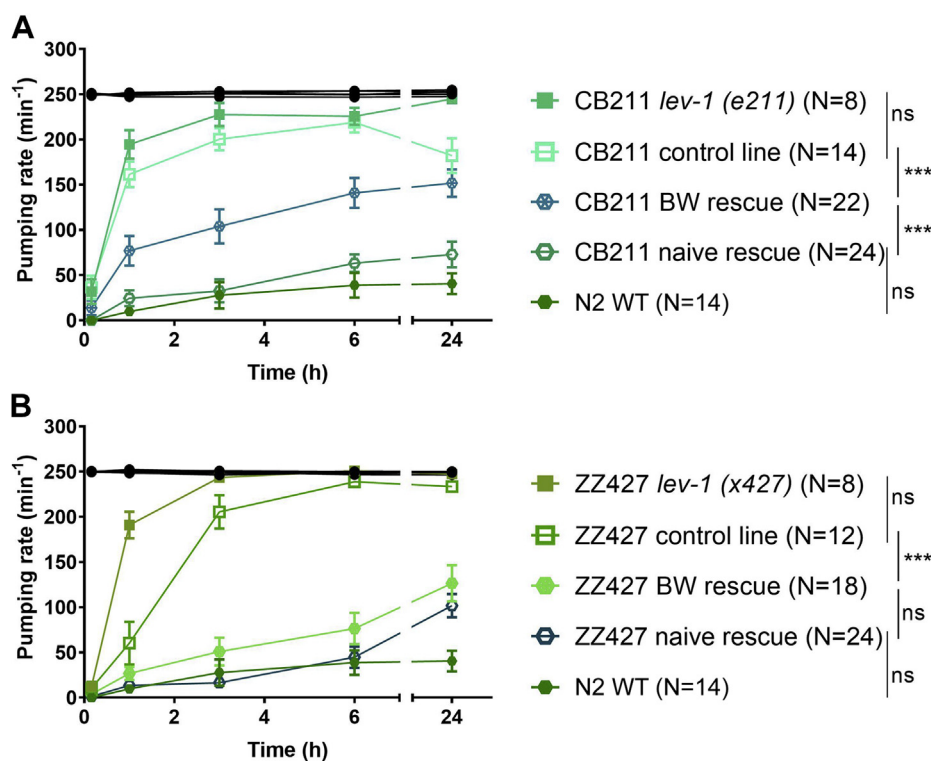 A
300
250
200
150
100
50
0
Pumping rate (min⁻¹)
0 2 4 6 24
Time (h)
CB211 lev-1 (e211) (N=8)
ns
CB211 control line (N=14)
***
CB211 BW rescue (N=22)
***
CB211 naive rescue (N=24)
ns
N2 WT (N=14)
B
300
250
200
150
100
50
0
Pumping rate (min⁻¹)
0 2 4 6 24
Time (h)
ZZ427 lev-1 (x427) (N=8)
ns
ZZ427 control line (N=12)
***
ZZ427 BW rescue (N=18)
ns
ZZ427 naive rescue (N=24)
ns
N2 WT (N=14)